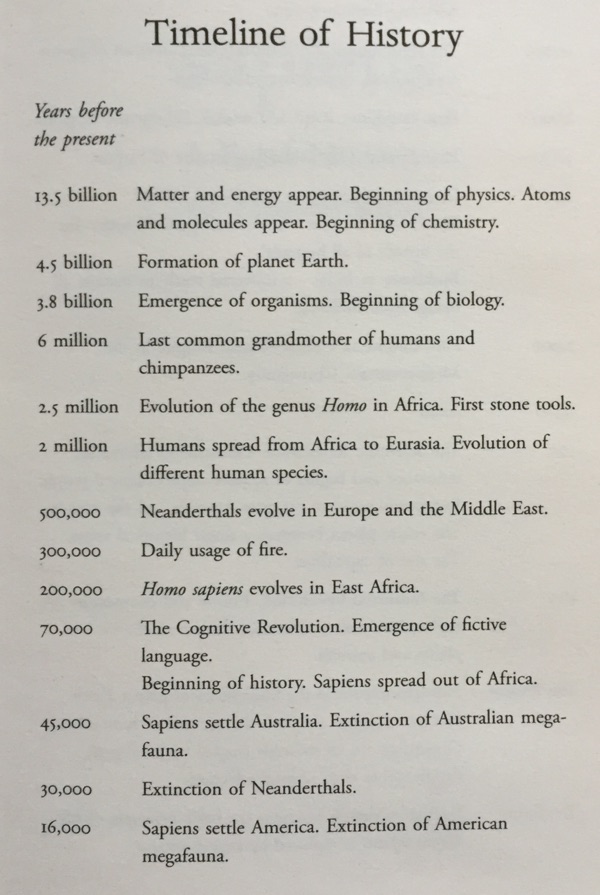 Timeline of History
Years before
the present
13.5 billion Matter and energy appear. Beginning of physics. Atoms
and molecules appear. Beginning of chemistry.
4.5 billion Formation of planet Earth.
3.8 billion Emergence of organisms. Beginning of biology.
6 million Last common grandmother of humans and
chimpanzees.
2.5 million Evolution of the genus Homo in Africa. First stone tools.
2 million Humans spread from Africa to Eurasia. Evolution of
different human species.
500,000 Neanderthals evolve in Europe and the Middle East.
300,000 Daily usage of fire.
200,000 Homo sapiens evolves in East Africa.
70,000 The Cognitive Revolution. Emergence of fictive
language.
Beginning of history. Sapiens spread out of Africa.
45,000 Sapiens settle Australia. Extinction of Australian mega-
fauna.
30,000 Extinction of Neanderthals.
16,000 Sapiens settle America. Extinction of American
megafauna.